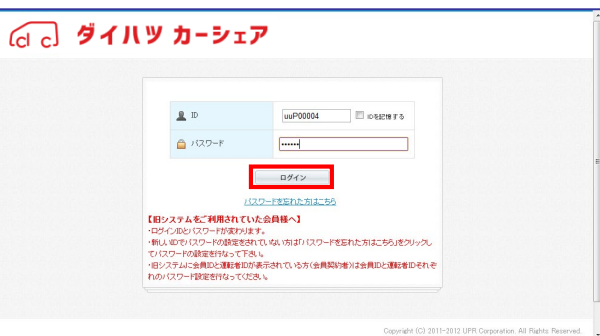 cl c ダイハツ カーシェア
ID uuP00004 IDを記憶する
パスワード ••••••
ログイン
パスワードを忘れた方はこちら
【旧システムをご利用されていた会員様へ】
・ログインIDとパスワードが変わります。
・新しいIDでパスワードの設定をされていない方は「パスワードを忘れた方はこちら」をクリックし
てパスワードの設定を行なって下さい。
・旧システムに会員IDと運転者IDが表示されている方(会員契約者)は会員IDと運転者IDそれぞ
れのパスワード設定を行なってください。
Copyright (C) 2011-2012 UPR Corporation. All Rights Reserved.